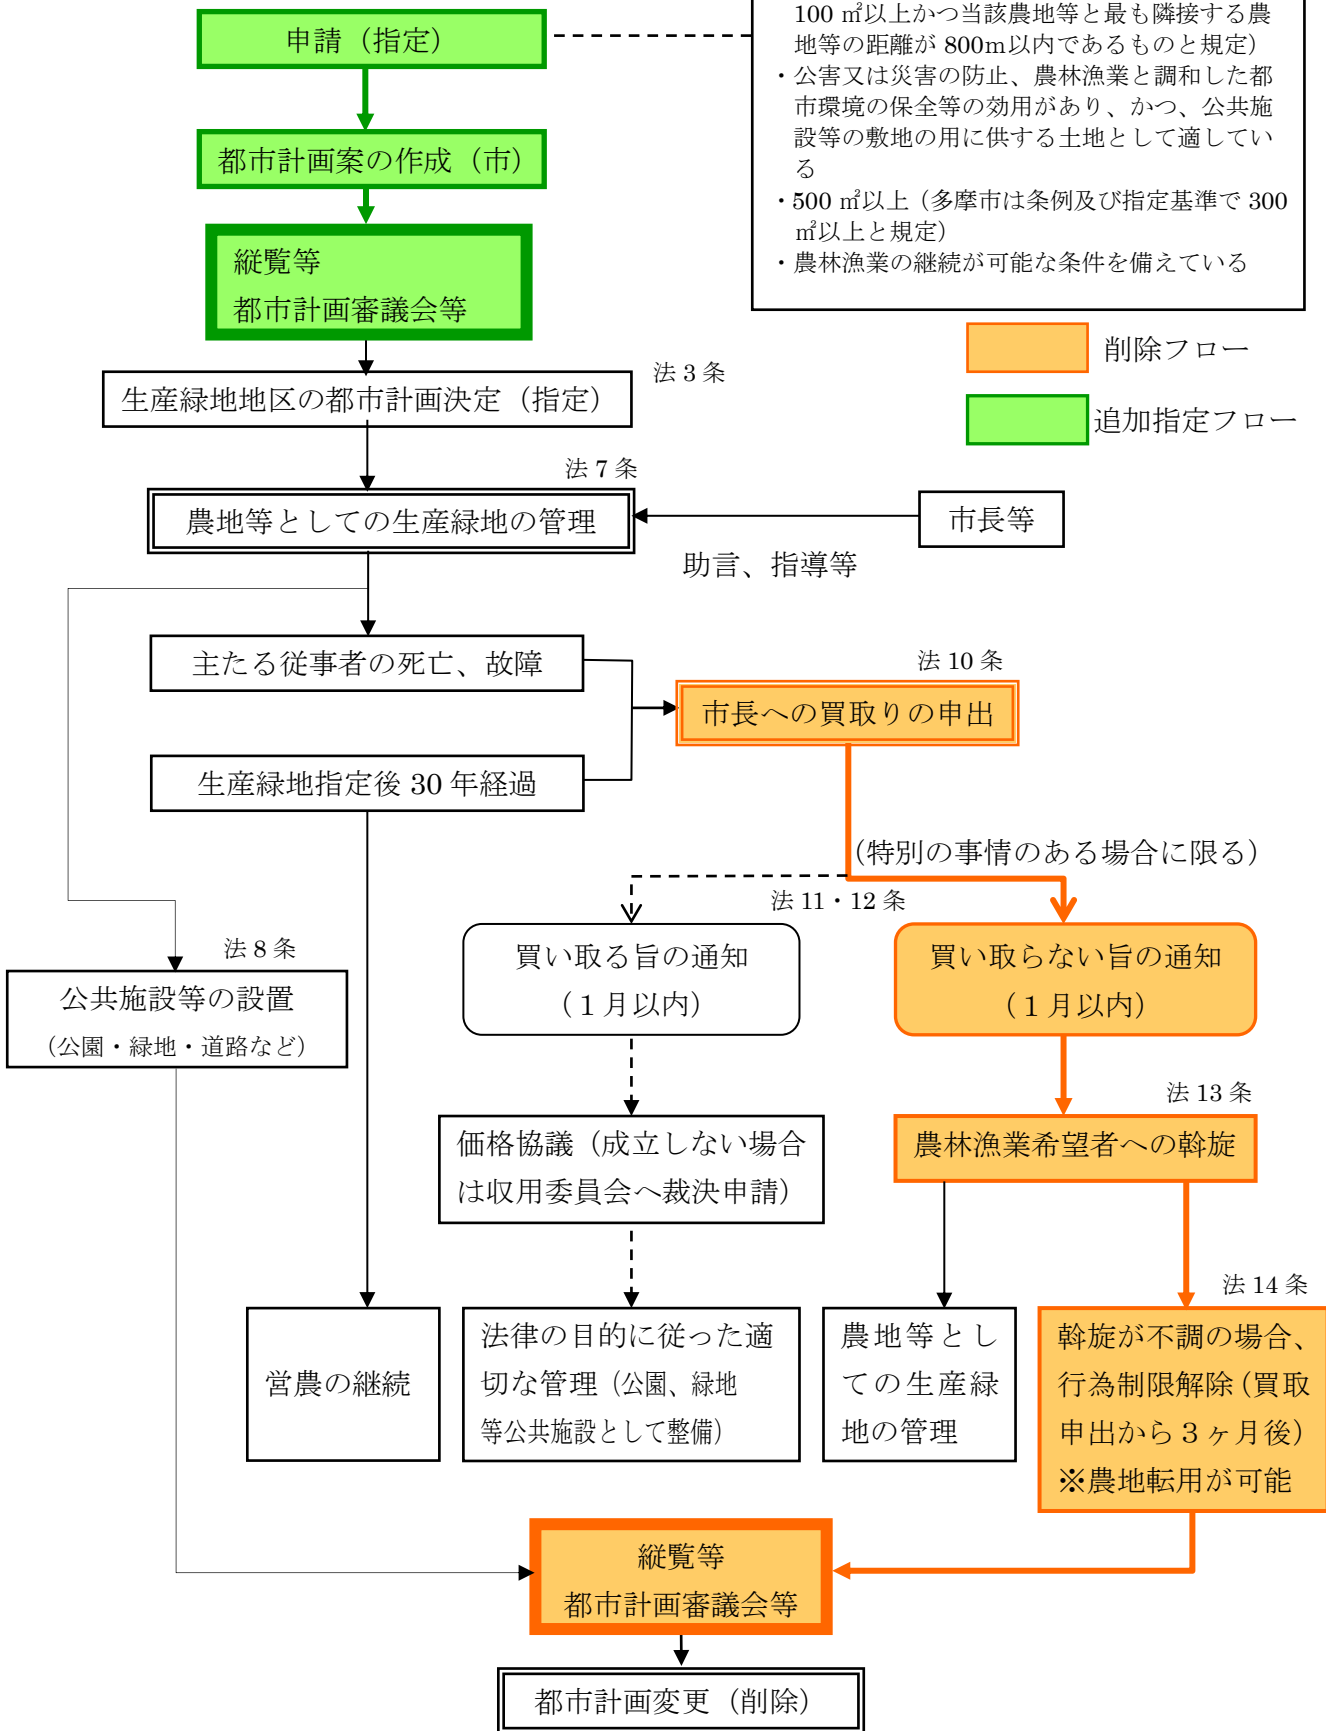 申請（指定）
100 ㎡以上かつ当該農地等と最も隣接する農
地等の距離が 800m以内であるものと規定）
・公害又は災害の防止、農林漁業と調和した都
市環境の保全等の効用があり、かつ、公共施
設等の敷地の用に供する土地として適してい
る
・500 ㎡以上（多摩市は条例及び指定基準で 300
㎡以上と規定）
・農林漁業の継続が可能な条件を備えている
都市計画案の作成（市）
縦覧等
都市計画審議会等
削除フロー
追加指定フロー
法 3 条
生産緑地地区の都市計画決定（指定）
法 7 条
農地等としての生産緑地の管理
市長等
助言、指導等
主たる従事者の死亡、故障
法 10 条
市長への買取りの申出
生産緑地指定後 30 年経過
（特別の事情のある場合に限る）
法 11・12 条
買い取る旨の通知
（１月以内）
買い取らない旨の通知
（１月以内）
法 8 条
公共施設等の設置
（公園・緑地・道路など）
法 13 条
価格協議（成立しない場合
は収用委員会へ裁決申請）
農林漁業希望者への斡旋
法 14 条
営農の継続
法律の目的に従った適
切な管理（公園、緑地
等公共施設として整備）
農地等とし
ての生産緑
地の管理
斡旋が不調の場合、
行為制限解除（買取
申出から３ヶ月後）
※農地転用が可能
縦覧等
都市計画審議会等
都市計画変更（削除）